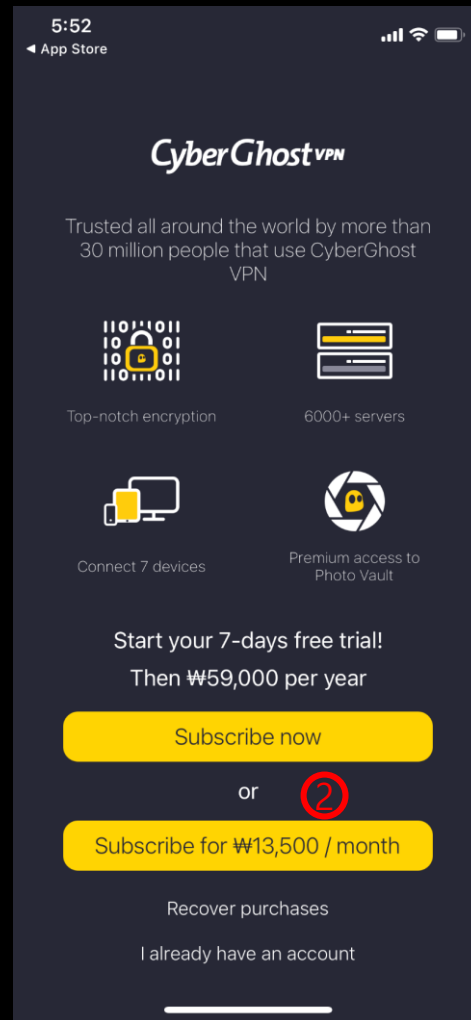 5:52
◀ App Store
CyberGhost VPN
Trusted all around the world by more than
30 million people that use CyberGhost
VPN
Top-notch encryption
6000+ servers
Connect 7 devices
Premium access to
Photo Vault
Start your 7-days free trial!
Then ₩59,000 per year
Subscribe now
or
2
Subscribe for ₩13,500 / month
Recover purchases
I already have an account